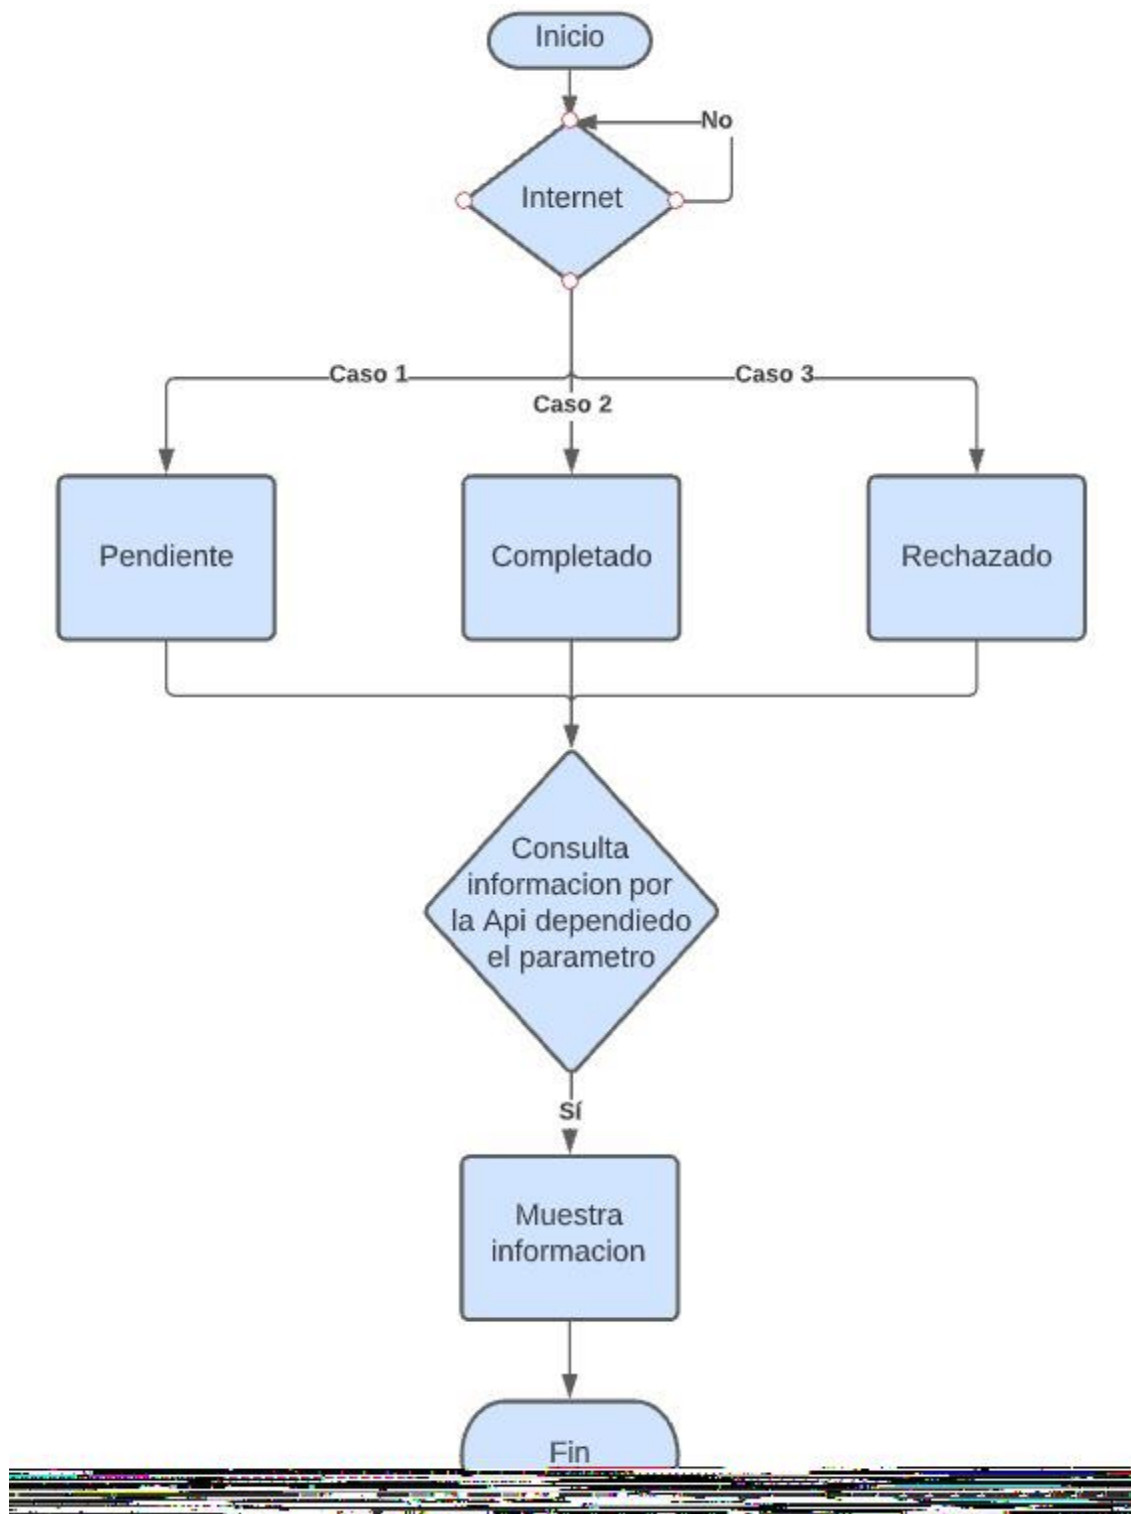 Inicio
No
Internet
Caso 1
Caso 3
Caso 2
Pendiente
Completado
Rechazado
Consulta
informacion por
la Api dependiedo
el parametro
Sí
Muestra
informacion
Fin